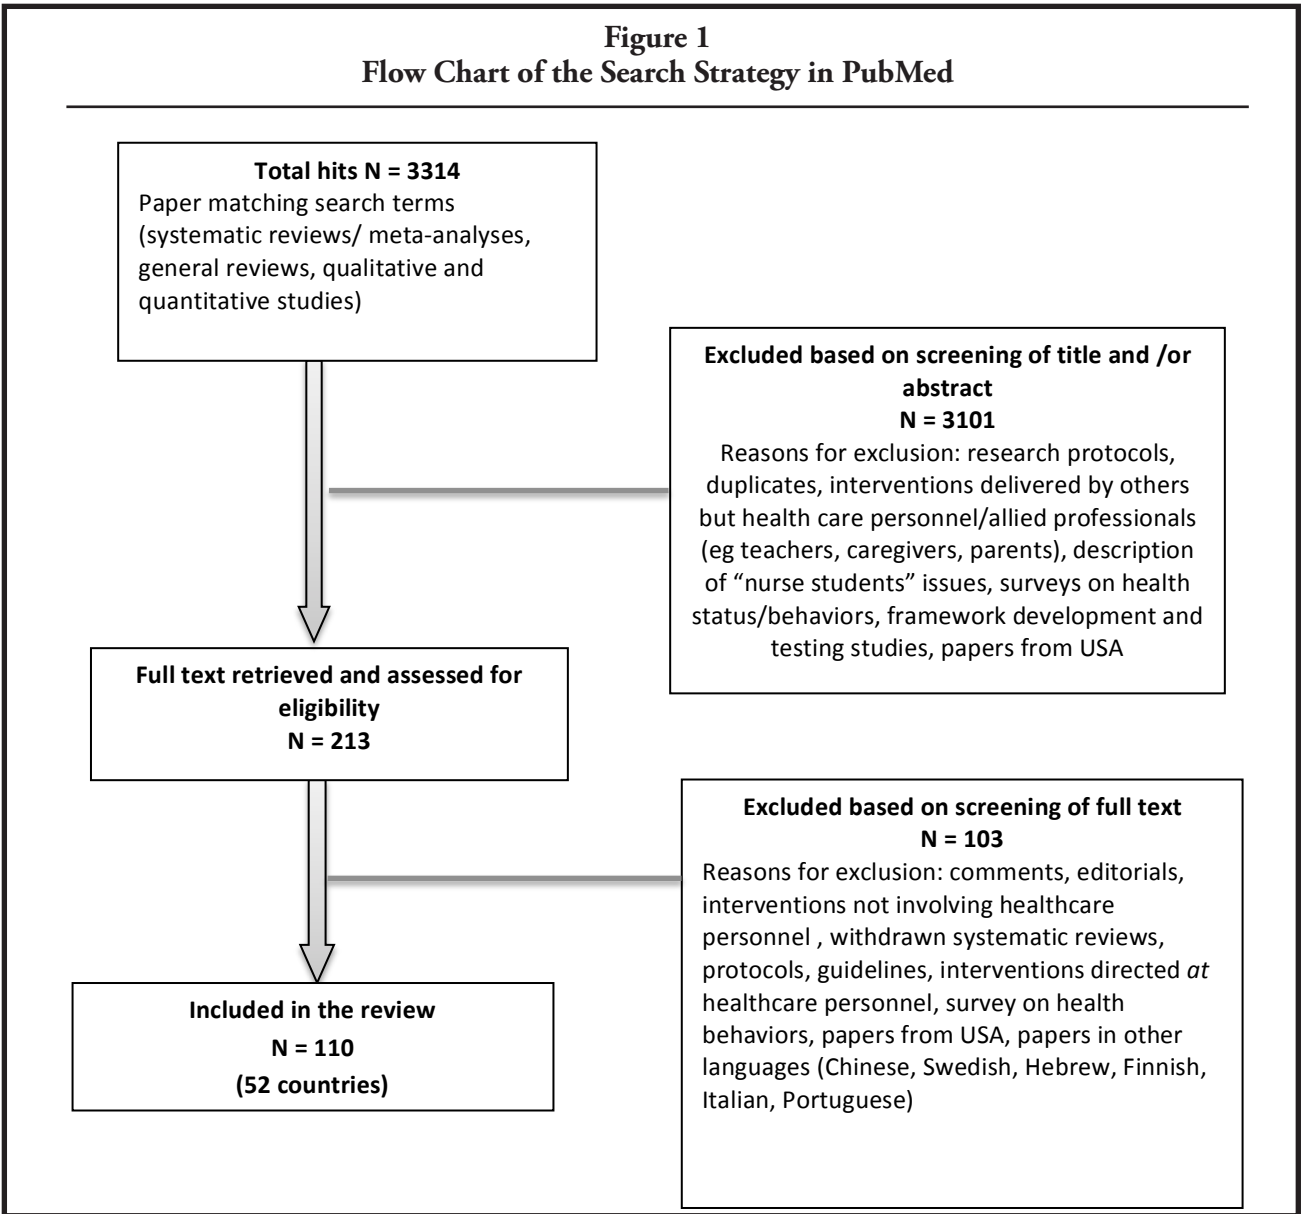 Figure 1
Flow Chart of the Search Strategy in PubMed
Total hits N = 3314
Paper matching search terms
(systematic reviews/ meta-analyses,
general reviews, qualitative and
quantitative studies)
Excluded based on screening of title and /or
abstract
N = 3101
Reasons for exclusion: research protocols,
duplicates, interventions delivered by others
but health care personnel/allied professionals
(eg teachers, caregivers, parents), description
of “nurse students” issues, surveys on health
status/behaviors, framework development and
testing studies, papers from USA
Full text retrieved and assessed for
eligibility
N = 213
Excluded based on screening of full text
N = 103
Reasons for exclusion: comments, editorials,
interventions not involving healthcare
personnel , withdrawn systematic reviews,
protocols, guidelines, interventions directed at
healthcare personnel, survey on health
behaviors, papers from USA, papers in other
languages (Chinese, Swedish, Hebrew, Finnish,
Italian, Portuguese)
Included in the review
N = 110
(52 countries)